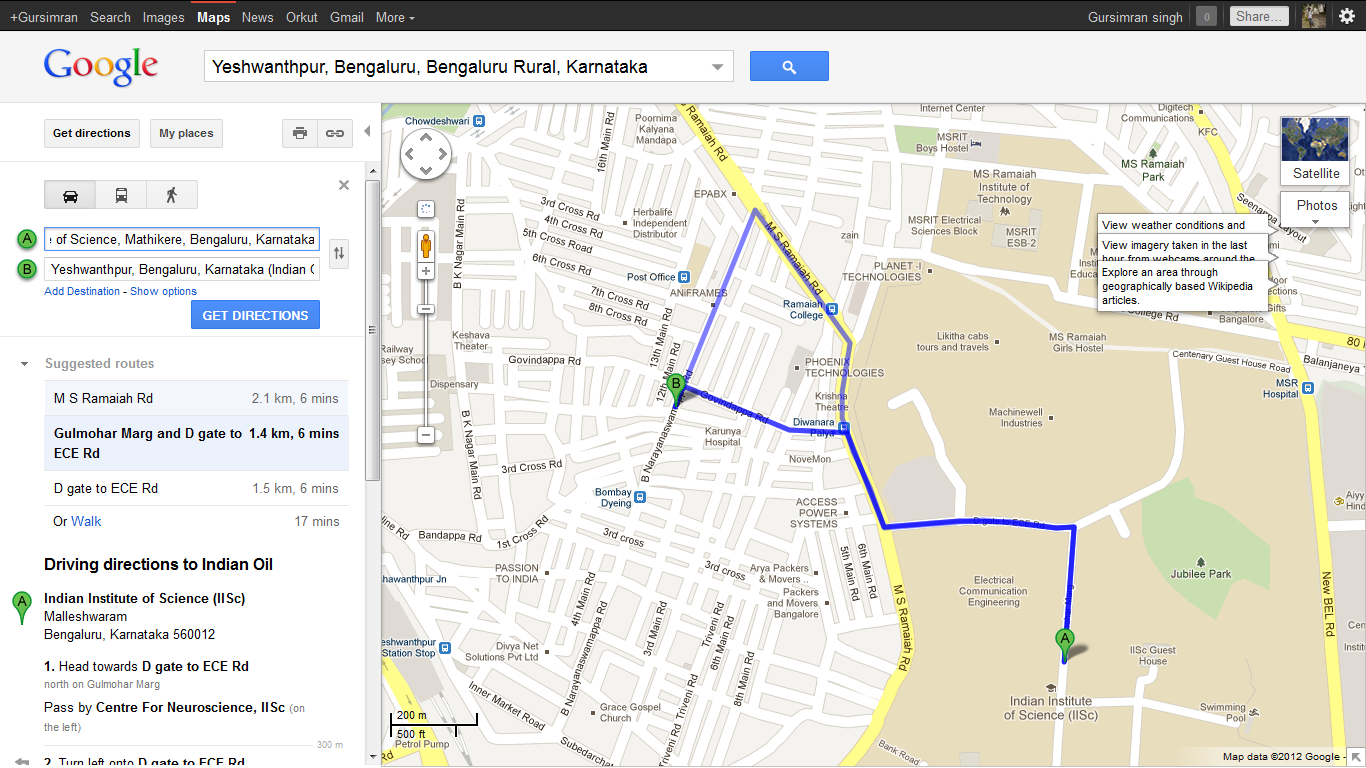 +Gursimran Search Images Maps News Orkut Gmail More
Gursimran singh 0 Share...
Google
Yeshwanthpur, Bengaluru, Bengaluru Rural, Karnataka
Get directions My places
A of Science, Mathikere, Bengaluru, Karnataka
B Yeshwanthpur, Bengaluru, Karnataka (Indian
Add Destination - Show options
GET DIRECTIONS
Suggested routes
M S Ramaiah Rd 2.1 km, 6 mins
Gulmohar Marg and D gate to 1.4 km, 6 mins
ECE Rd
D gate to ECE Rd 1.5 km, 6 mins
Or Walk 17 mins
Driving directions to Indian Oil
A Indian Institute of Science (IISc)
Malleshwaram
Bengaluru, Karnataka 560012
1. Head towards D gate to ECE Rd
north on Gulmohar Marg
Pass by Centre For Neuroscience, IISc (on
the left)
300 m
2. Turn left onto D gate to ECE Rd
Chowdeshwari
Poornima
Kalyana
Mandapa
16th Main Rd
M S Ramaiah Rd
Internet Center
Digitech
Communications
KFC
MSRIT
Boys Hostel
MS Ramaiah
Park
Satellite
Photos
Seenappa Layout
EPABX
MS Ramaiah
Institute of
Technology
MSRIT Electrical
Sciences Block
MSRIT
ESB-2
3rd Cross Rd
4th Cross Rd
5th Cross Road
6th Cross Rd
7th Cross Rd
8th Cross Rd
Herbalife
Independent
Distributor
zain
M S Ramaiah Rd
View weather conditions and
View imagery taken in the last
hour from webcams around the
Explore an area through
geographically based Wikipedia
articles.
B K Nagar Main Rd
Post Office
ANiFRAMES
PLANET-I
TECHNOLOGIES
Ramaiah
College
Likitha cabs
tours and travels
MS Ramaiah
Girls Hostel
College Rd
Bangalore
Gifts
80
Keshava
Theater
Railway
Govindappa Rd
13th Main Rd
12th Main Rd
PHOENIX
TECHNOLOGIES
Centenary Guest House Road
Balanjaneya
Dispensary
B
Govindappa Rd
Krishna
Theatre
Diwanara
Palya
MSR
Hospital
Machinewell
Industries
B K Nagar Main Rd
Karunya
Hospital
NoveMon
3rd Cross Rd
Bombay
Dyeing
ACCESS
POWER
SYSTEMS
D gate to ECE Rd
Bandappa Rd
1st Cross Rd
3rd cross
3rd cross
5th Main Rd
6th Main Rd
PASSION
TO INDIA
Arya Packers
& Movers ..
Packers
and Movers
Bangalore
Electrical
Communication
Engineering
Jubilee Park
New BEL Rd
4th Main Rd
B Narayanaswamappa Rd
Triveni Rd
6th Main Rd
M S Ramaiah Rd
A
Station Stop
Divya Net
Solutions Pvt Ltd
IISc Guest
House
Inner Market Road
Grace Gospel
Church
Triveni Rd
Indian Institute
of Science (IISc)
Swimming
Pool
200 m
500 ft
Petrol Pump
Bank Road
Map data ©2012 Google -